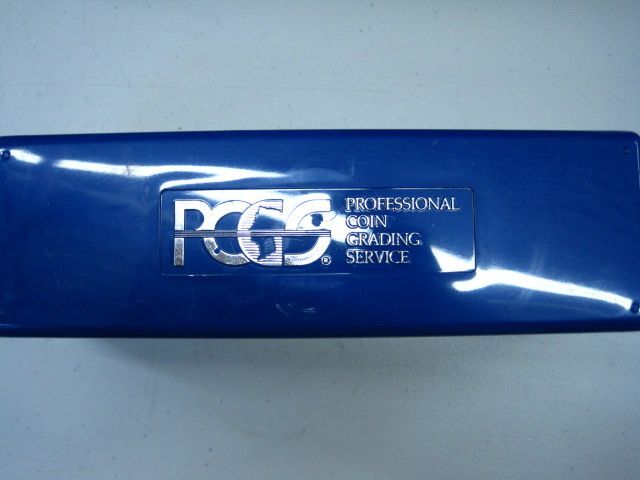 PCGS®
PROFESSIONAL
COIN
GRADING
SERVICE